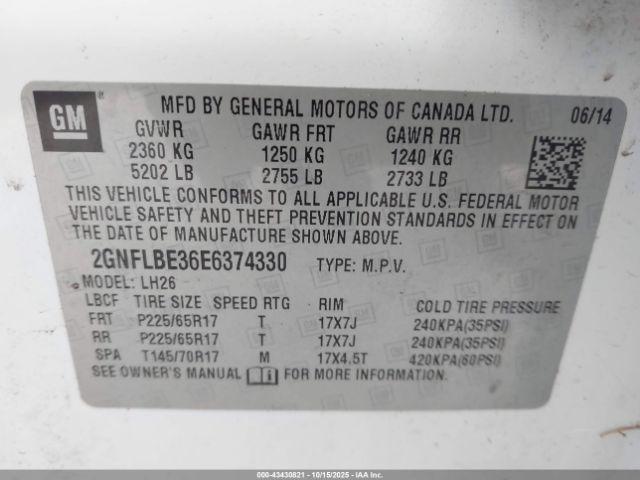 GM
MFD BY GENERAL MOTORS OF CANADA LTD. 06/14
GVWR GAWR FRT GAWR RR
2360 KG 1250 KG 1240 KG
5202 LB 2755 LB 2733 LB
THIS VEHICLE CONFORMS TO ALL APPLICABLE U.S. FEDERAL MOTOR
VEHICLE SAFETY AND THEFT PREVENTION STANDARDS IN EFFECT ON
THE DATE OF MANUFACTURE SHOWN ABOVE.
2GNFLBE36E6374330 TYPE: M.P.V.
MODEL: LH26
LBCF TIRE SIZE SPEED RTG RIM COLD TIRE PRESSURE
FRT P225/65R17 T 17X7J 240KPA(35PSI)
RR P225/65R17 T 17X7J 240KPA(35PSI)
SPA T145/70R17 M 17X4.5T 420KPA(60PSI)
SEE OWNER'S MANUAL FOR MORE INFORMATION.
000-43430821 - 10/15/2025 - IAAI.COM